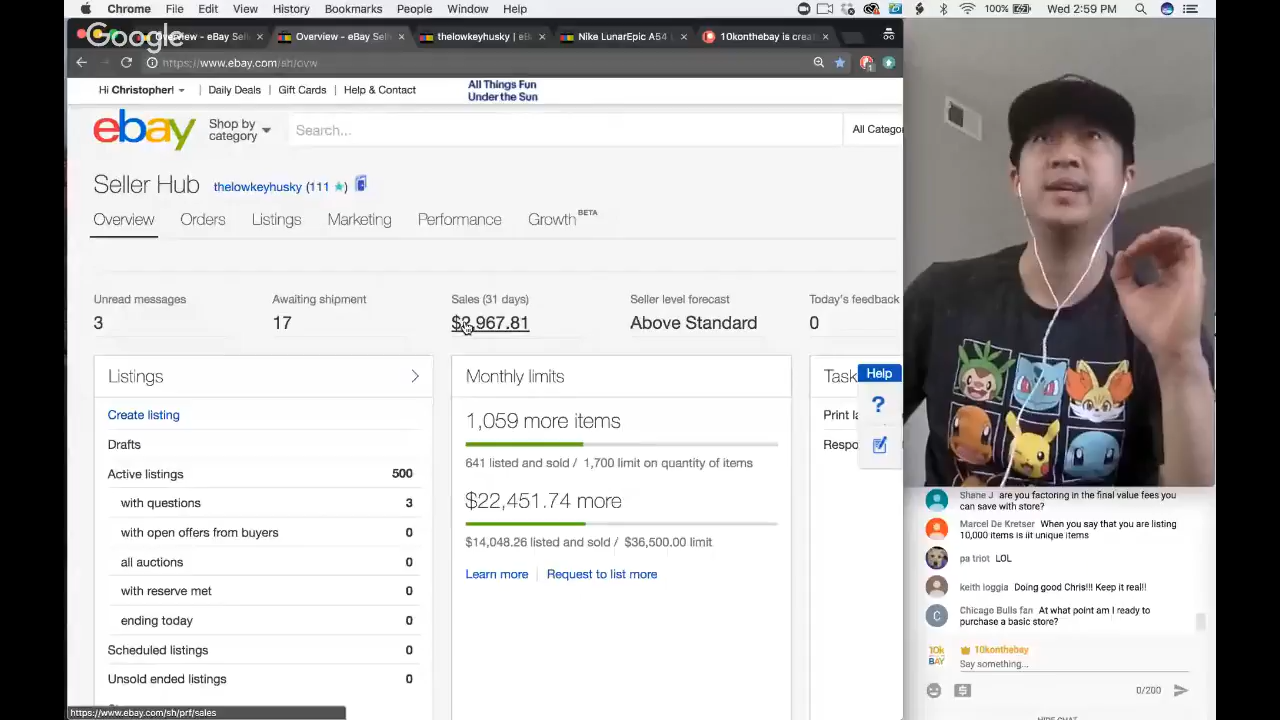 Chrome File Edit View History Bookmarks People Window Help 100% Wed 2:59 PM
Google
Overview - eBay Sell Overview - eBay Sell thelowkeyhusky | eB Nike LunarEpic A54 10konthebay is crea
https://www.ebay.com/sh/ovw
Hi Christopher! Daily Deals Gift Cards Help & Contact
All Things Fun
Under the Sun
ebay
Shop by
category
Search...
All Catego
Seller Hub thelowkeyhusky (111 )
Overview Orders Listings Marketing Performance Growth BETA
Unread messages Awaiting shipment Sales (31 days) Seller level forecast Today's feedback
3 17 $2,967.81 Above Standard 0
Listings
Create listing
Drafts
Active listings 500
with questions 3
with open offers from buyers 0
all auctions 0
with reserve met 0
ending today 0
Scheduled listings 0
Unsold ended listings 0
Monthly limits
1,059 more items
641 listed and sold / 1,700 limit on quantity of items
$22,451.74 more
$14,048.26 listed and sold / $36,500.00 limit
Learn more | Request to list more
Task
Print la
Respo
Help
?
https://www.ebay.com/sh/prf/sales
Shane J are you factoring in the final value fees you
can save with store?
Marcel De Kretser When you say that you are listing
10,000 items is it unique items
pa triot LOL
keith loggia Doing good Chris!!! Keep it real!!
C Chicago Bulls fan At what point am I ready to
purchase a basic store?
10k
BAY
10konthebay
Say something...
0/200
HIDE CHAT